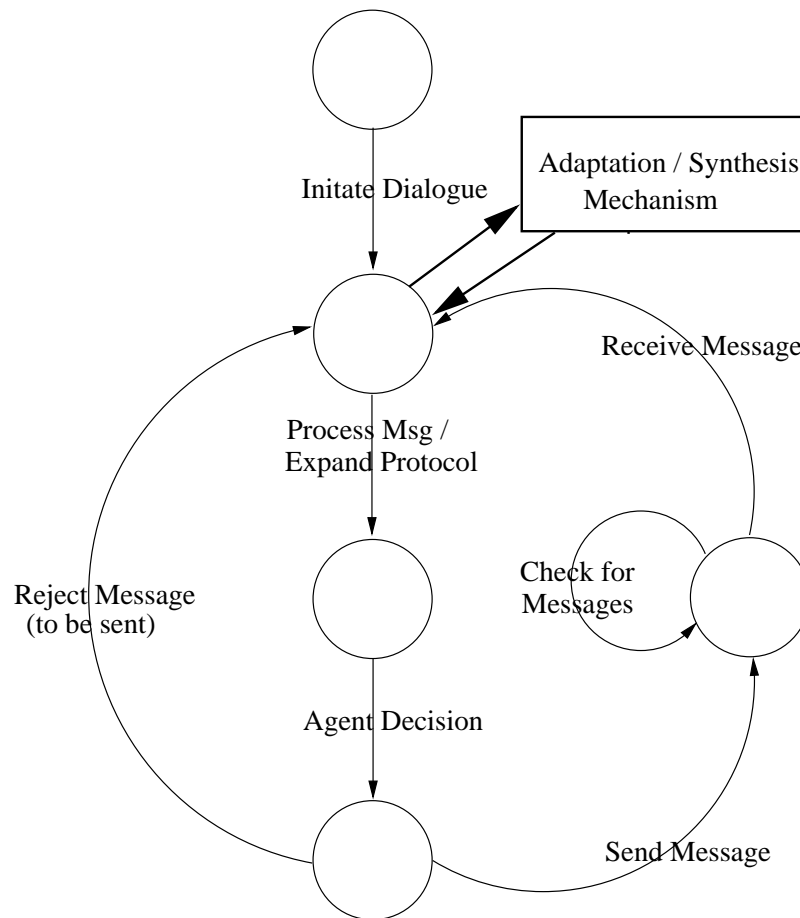 Initate Dialogue
Adaptation / Synthesis
Mechanism
Receive Message
Process Msg /
Expand Protocol
Check for
Messages
Reject Message
(to be sent)
Agent Decision
Send Message